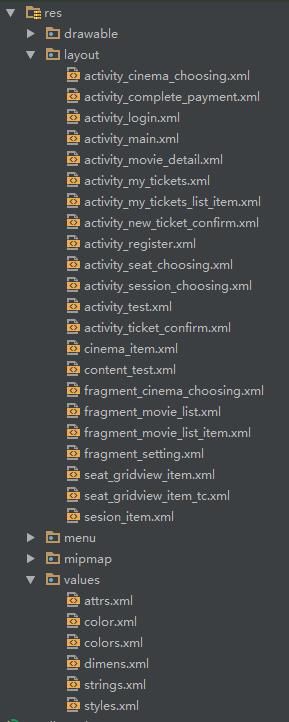 res
drawable
layout
activity_cinema_choosing.xml
activity_complete_payment.xml
activity_login.xml
activity_main.xml
activity_movie_detail.xml
activity_my_tickets.xml
activity_my_tickets_list_item.xml
activity_new_ticket_confirm.xml
activity_register.xml
activity_seat_choosing.xml
activity_session_choosing.xml
activity_test.xml
activity_ticket_confirm.xml
cinema_item.xml
content_test.xml
fragment_cinema_choosing.xml
fragment_movie_list.xml
fragment_movie_list_item.xml
fragment_setting.xml
seat_gridview_item.xml
seat_gridview_item_tc.xml
sesion_item.xml
menu
mipmap
values
attrs.xml
color.xml
colors.xml
dimens.xml
strings.xml
styles.xml